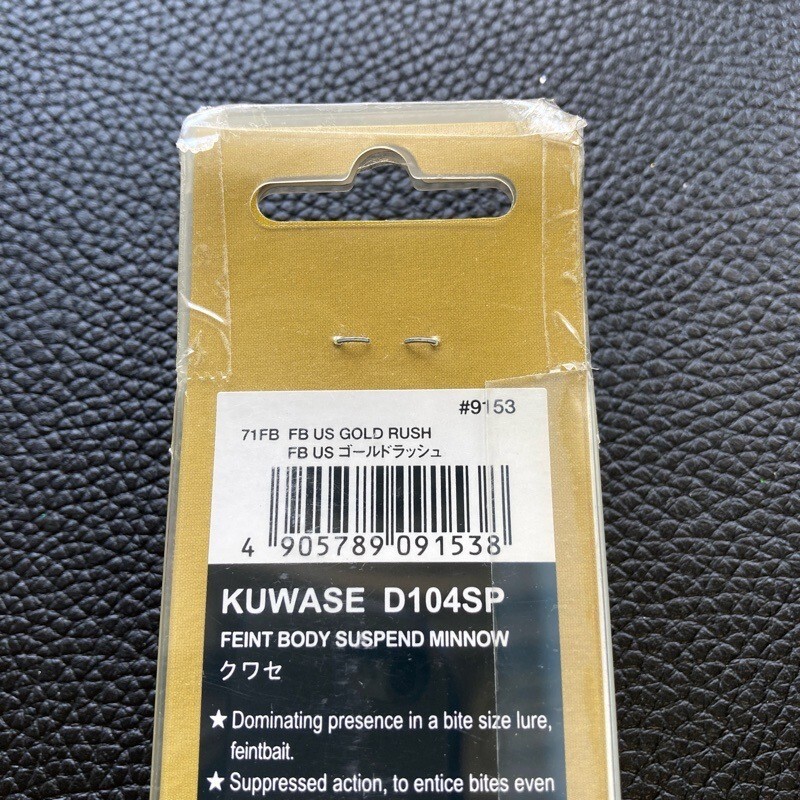 #9153
71FB FB US GOLD RUSH
FB US ゴールドラッシュ
4 905789 091538
KUWASE D104SP
FEINT BODY SUSPEND MINNOW
クワセ
★ Dominating presence in a bite size lure,
feintbait.
★ Suppressed action, to entice bites even